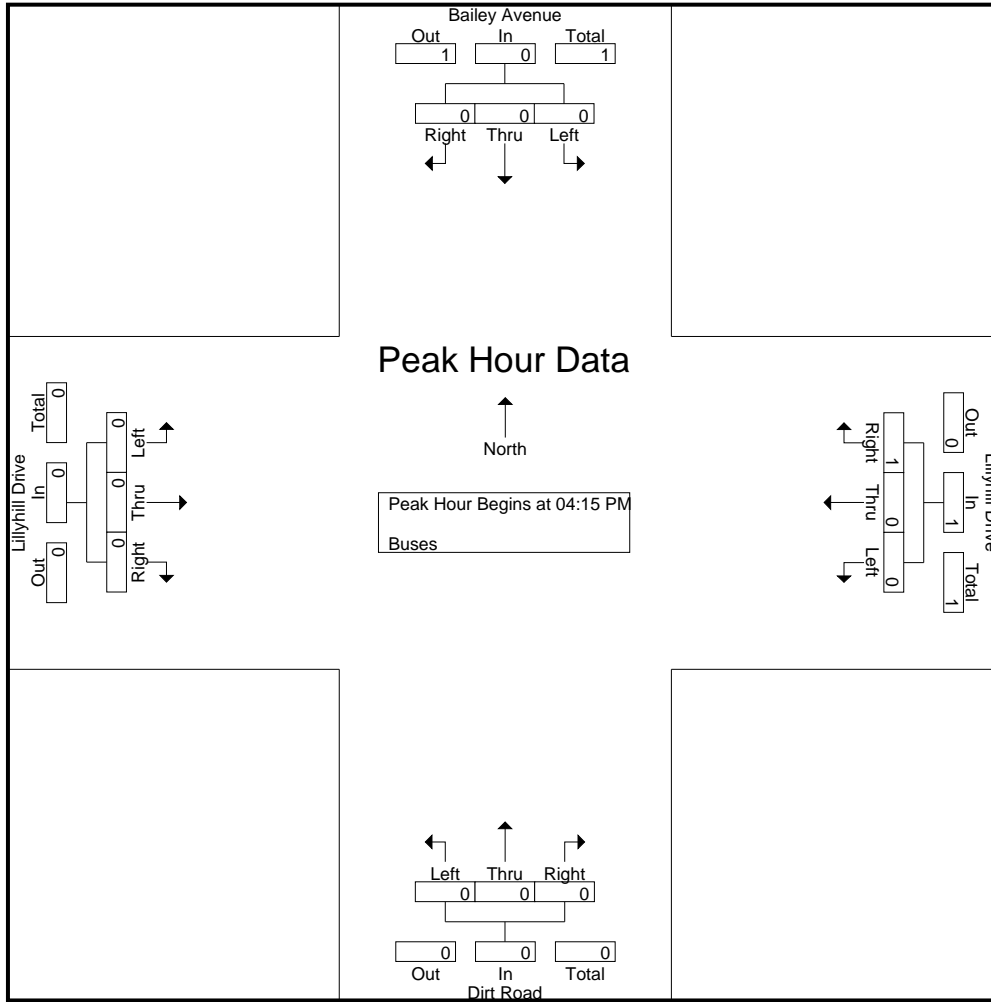 Bailey Avenue
Out In Total
1 0 1
0 0 0
Right Thru Left
Peak Hour Data
North
Peak Hour Begins at 04:15 PM
Buses
Lillyhill Drive
Total In Out
0 0 0
0 0 0
Left Thru Right
Right Thru Left
1 0 0
Out In Total
0 1 1
Lillyhill Drive
Left Thru Right
0 0 0
0 0 0
Out In Total
Dirt Road